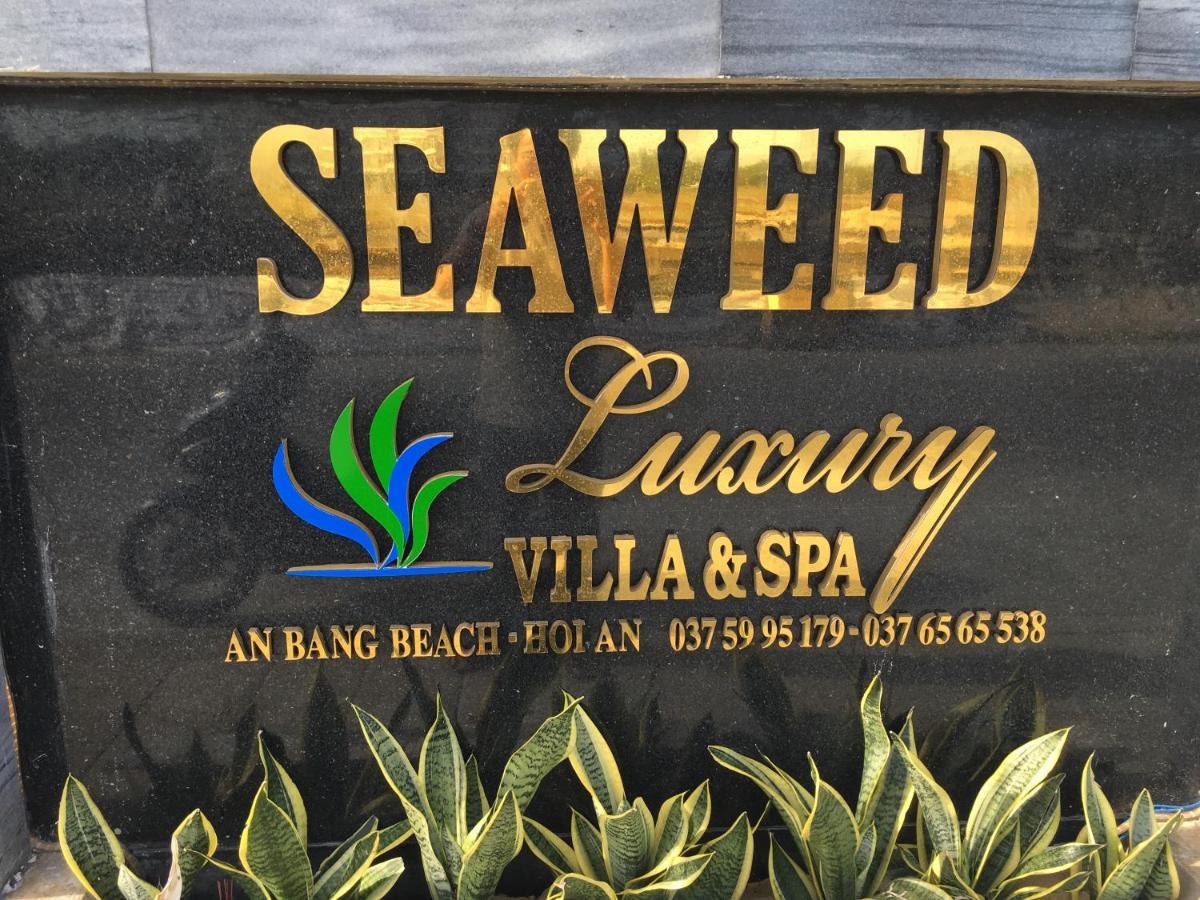 SEAWEED
Luxury
VILLA & SPA
AN BANG BEACH - HOI AN 037 59 95 179 - 037 65 65 538